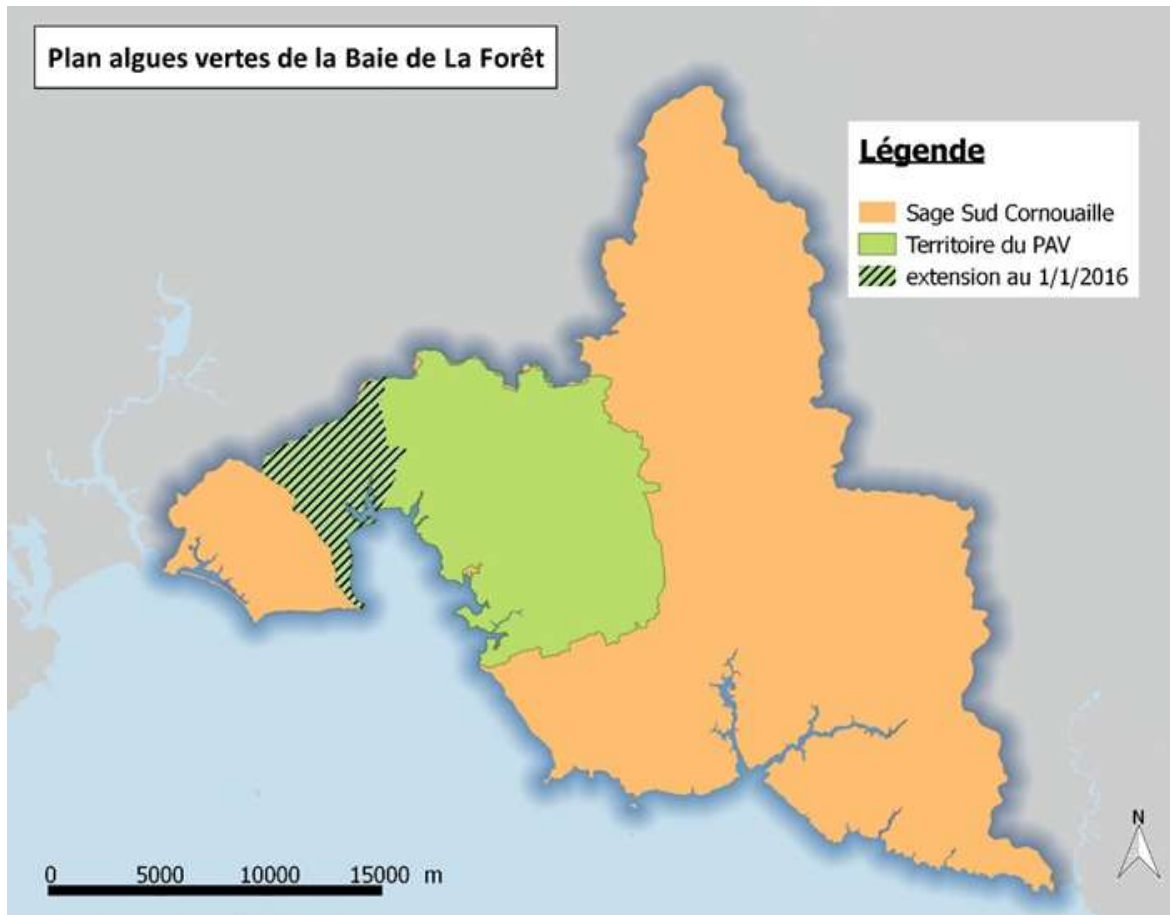 Plan algues vertes de la Baie de La Forêt
Légende
Sage Sud Cornouaille
Territoire du PAV
extension au 1/1/2016
N
0 5000 10000 15000 m